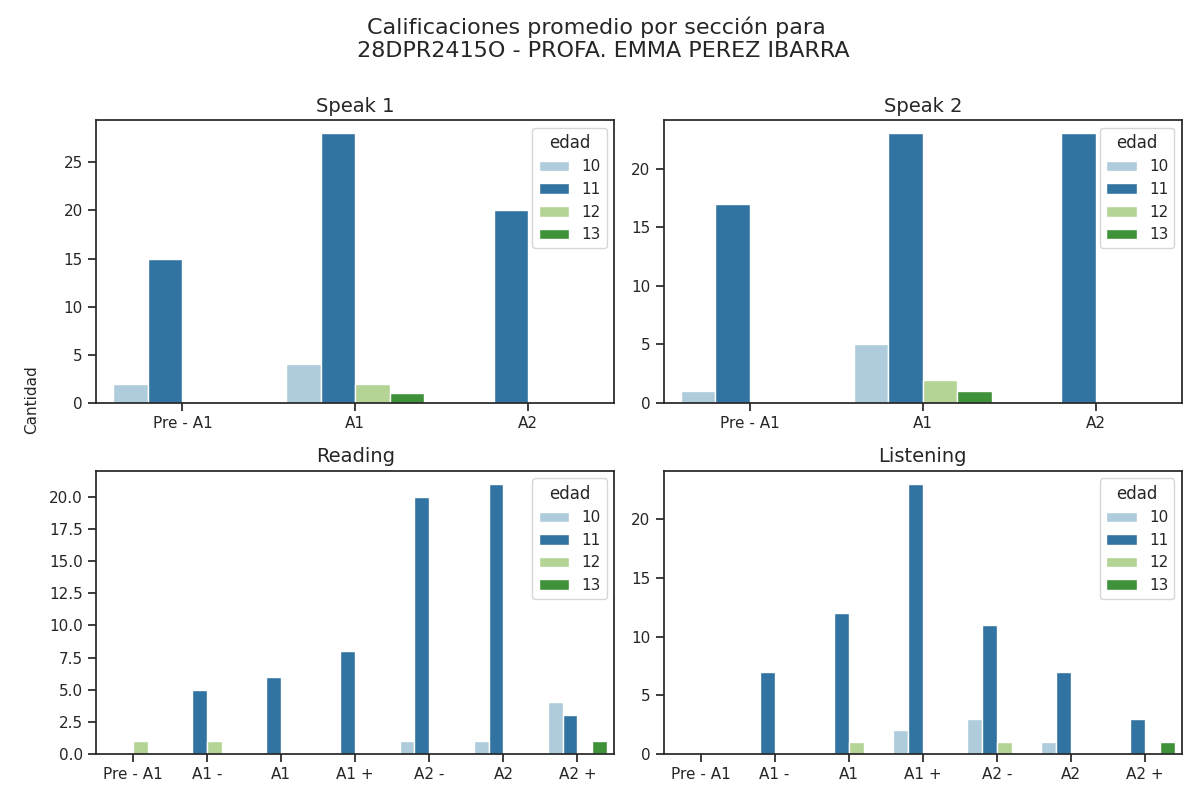 Calificaciones promedio por sección para
28DPR2415O - PROFA. EMMA PEREZ IBARRA
Cantidad
Speak 1
25
20
15
10
5
0
Pre - A1
A1
A2
edad
10
11
12
13
Speak 2
20
15
10
5
0
Pre - A1
A1
A2
edad
10
11
12
13
Reading
20.0
17.5
15.0
12.5
10.0
7.5
5.0
2.5
0.0
Pre - A1
A1 -
A1
A1 +
A2 -
A2
A2 +
edad
10
11
12
13
Listening
20
15
10
5
0
Pre - A1
A1 -
A1
A1 +
A2 -
A2
A2 +
edad
10
11
12
13